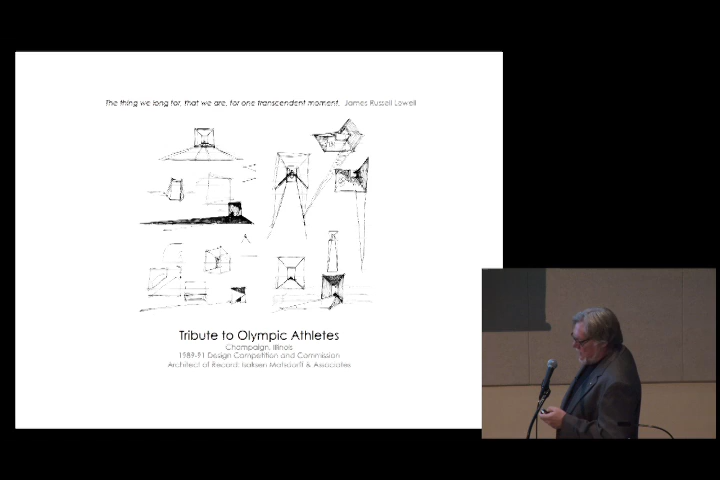 The thing we long for, that we are, for one transcendent moment. James Russell Lowell
Tribute to Olympic Athletes
Champaign, Illinois
1989-91 Design Competition and Commission
Architect of Record: Isaksen Matzdorff & Associates